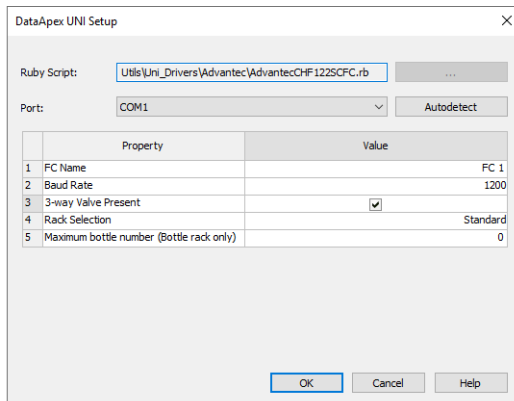 DataApex UNI Setup
Ruby Script: Utils\Uni_Drivers\Advantec\AdvantecCHF122SCFC.rb ...
Port: COM1 Autodetect
Property Value
1 FC Name FC 1
2 Baud Rate 1200
3 3-way Valve Present
4 Rack Selection Standard
5 Maximum bottle number (Bottle rack only) 0
OK Cancel Help